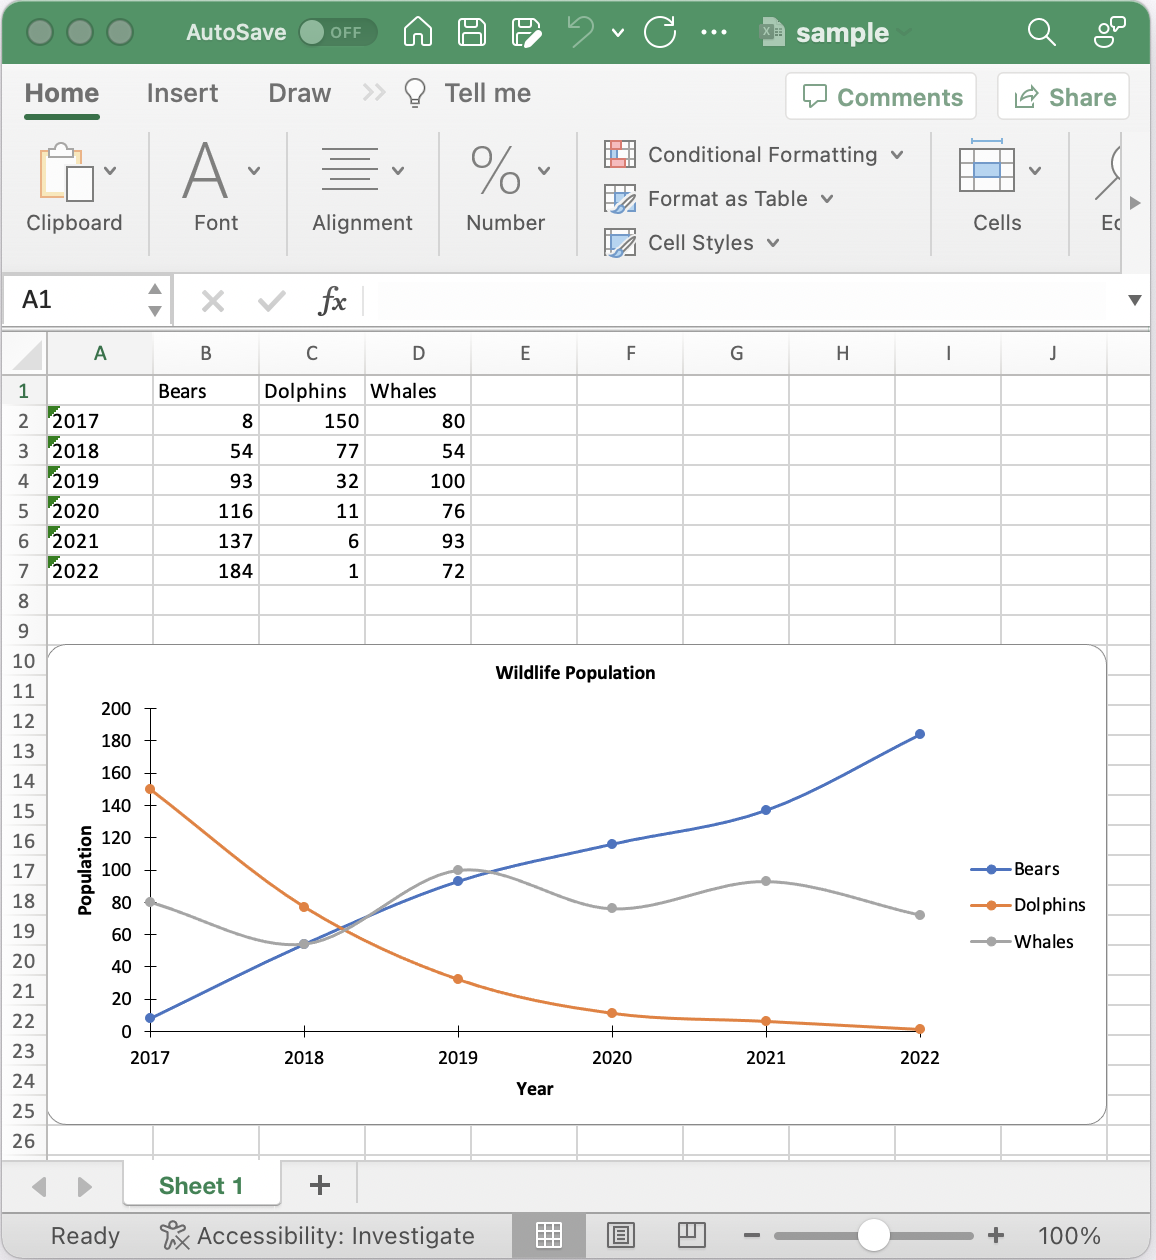 AutoSave OFF ... sample
Home Insert Draw Tell me Comments Share
Conditional Formatting
Format as Table
Cell Styles
Clipboard Font Alignment Number Cells
A1 fx
A B C D E F G H I J
1 Bears Dolphins Whales
2 2017 8 150 80
3 2018 54 77 54
4 2019 93 32 100
5 2020 116 11 76
6 2021 137 6 93
7 2022 184 1 72
8
9
10
11
12
13
14
15
16
17
18
19
20
21
22
23
24
25
26
Wildlife Population
200
180
160
140
120
100
80
60
40
20
0
Population
2017 2018 2019 2020 2021 2022
Year
Bears
Dolphins
Whales
Sheet 1 +
Ready Accessibility: Investigate 100%